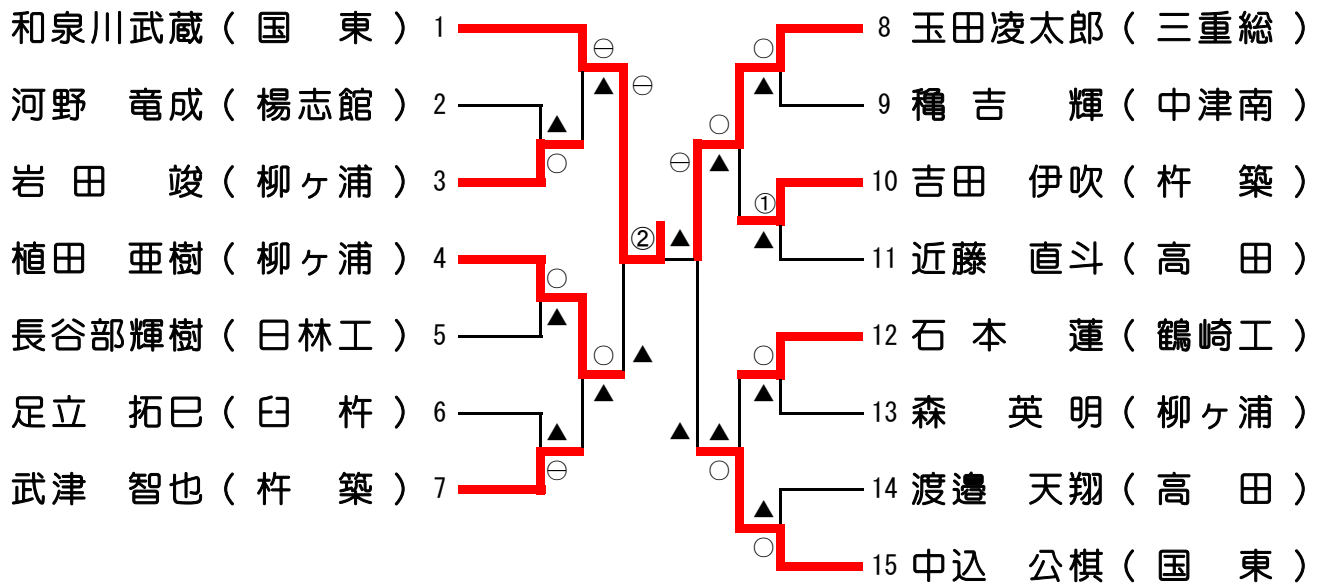 和泉川武蔵（国　東）1
河野　竜成（楊志館）2
岩田　竣（柳ヶ浦）3
植田　亜樹（柳ヶ浦）4
長谷部輝樹（日林工）5
足立　拓巳（臼　杵）6
武津　智也（杵　築）7
②
①
8 玉田凌太郎（三重総）
9 穐吉　輝（中津南）
10 吉田　伊吹（杵　築）
11 近藤　直斗（高　田）
12 石本　蓮（鶴崎工）
13 森　英明（柳ヶ浦）
14 渡邉　天翔（高　田）
15 中込　公棋（国　東）